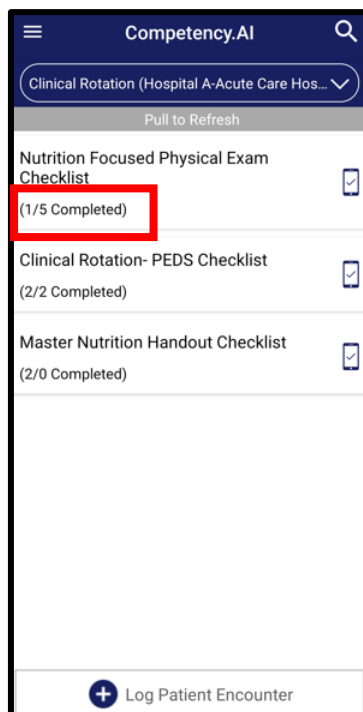 Competency.AI
Clinical Rotation (Hospital A-Acute Care Hos...
Pull to Refresh
Nutrition Focused Physical Exam
Checklist
(1/5 Completed)
Clinical Rotation- PEDS Checklist
(2/2 Completed)
Master Nutrition Handout Checklist
(2/0 Completed)
Log Patient Encounter